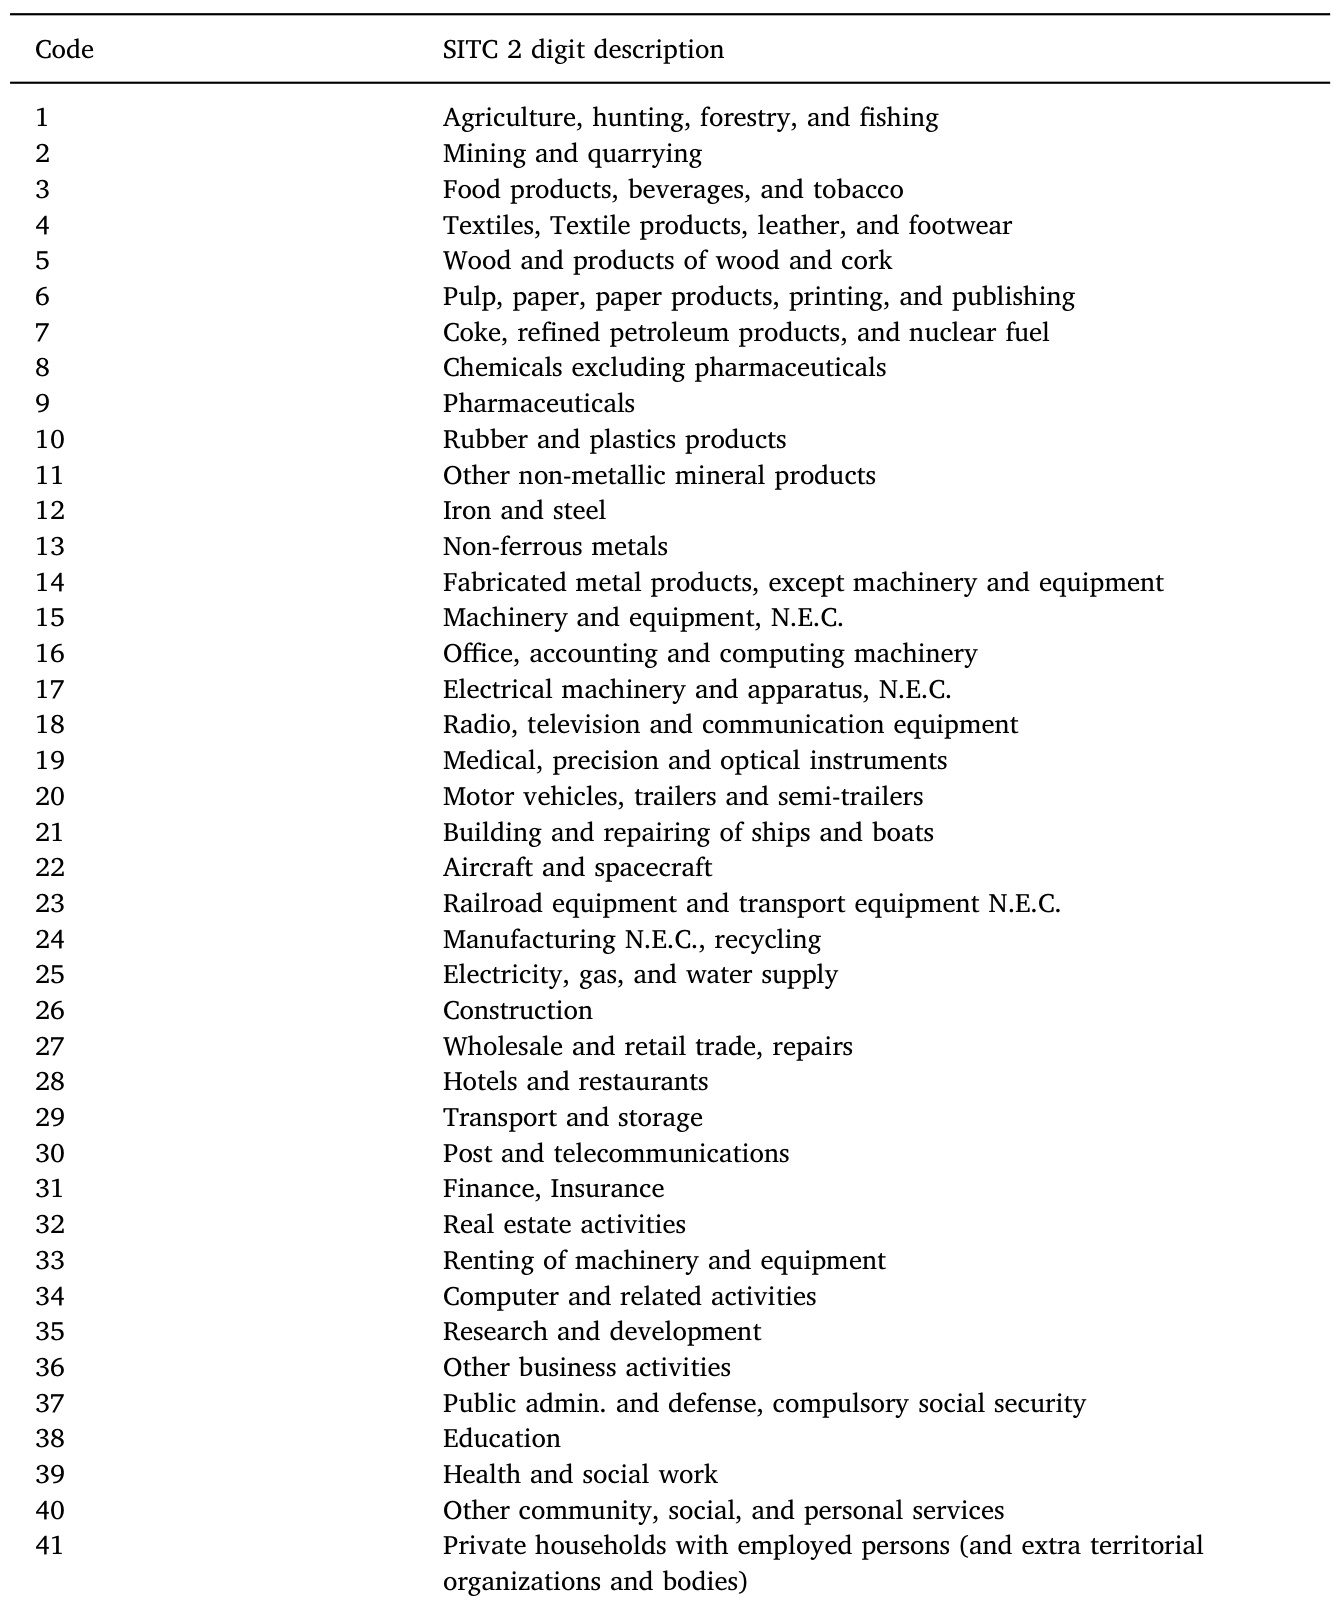 Code SITC 2 digit description
1 Agriculture, hunting, forestry, and fishing
2 Mining and quarrying
3 Food products, beverages, and tobacco
4 Textiles, Textile products, leather, and footwear
5 Wood and products of wood and cork
6 Pulp, paper, paper products, printing, and publishing
7 Coke, refined petroleum products, and nuclear fuel
8 Chemicals excluding pharmaceuticals
9 Pharmaceuticals
10 Rubber and plastics products
11 Other non-metallic mineral products
12 Iron and steel
13 Non-ferrous metals
14 Fabricated metal products, except machinery and equipment
15 Machinery and equipment, N.E.C.
16 Office, accounting and computing machinery
17 Electrical machinery and apparatus, N.E.C.
18 Radio, television and communication equipment
19 Medical, precision and optical instruments
20 Motor vehicles, trailers and semi-trailers
21 Building and repairing of ships and boats
22 Aircraft and spacecraft
23 Railroad equipment and transport equipment N.E.C.
24 Manufacturing N.E.C., recycling
25 Electricity, gas, and water supply
26 Construction
27 Wholesale and retail trade, repairs
28 Hotels and restaurants
29 Transport and storage
30 Post and telecommunications
31 Finance, Insurance
32 Real estate activities
33 Renting of machinery and equipment
34 Computer and related activities
35 Research and development
36 Other business activities
37 Public admin. and defense, compulsory social security
38 Education
39 Health and social work
40 Other community, social, and personal services
41 Private households with employed persons (and extra territorial
organizations and bodies)